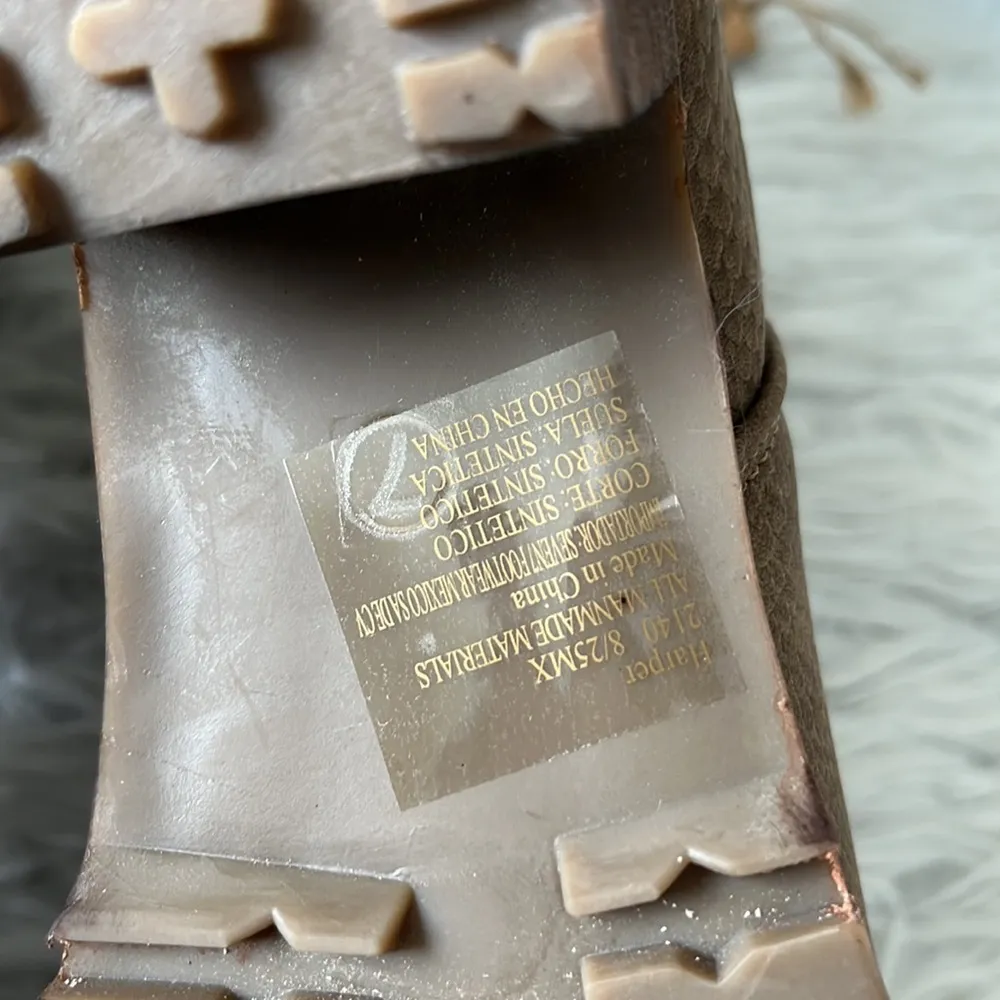 Harper
2140 8/25MX
ALL MANMADE MATERIALS
Made in China
IMPORTADOR: SEVEN7 FOOTWEAR MEXICO SA DE CV
CORTE: SINTETICO
FORRO: SINTETICO
SUELA: SINTETICA
HECHO EN CHINA
7